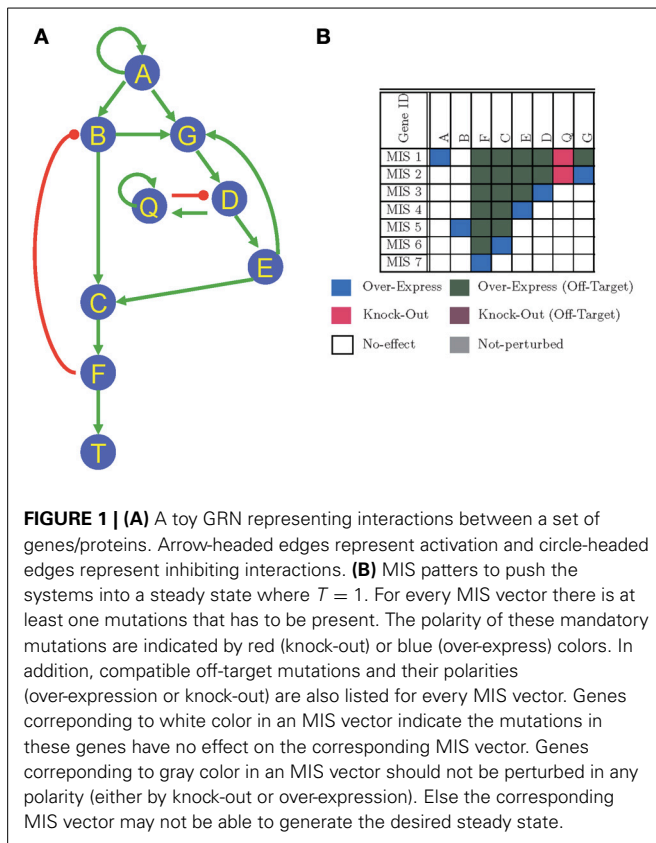 A
B
A
B
G
Q
D
E
C
F
T
Gene ID A B F C E D Q G
MIS 1
MIS 2
MIS 3
MIS 4
MIS 5
MIS 6
MIS 7
Over-Express Over-Express (Off-Target)
Knock-Out Knock-Out (Off-Target)
No-effect Not-perturbed
FIGURE 1 | (A) A toy GRN representing interactions between a set of
genes/proteins. Arrow-headed edges represent activation and circle-headed
edges represent inhibiting interactions. (B) MIS patters to push the
systems into a steady state where T = 1. For every MIS vector there is at
least one mutations that has to be present. The polarity of these mandatory
mutations are indicated by red (knock-out) or blue (over-express) colors. In
addition, compatible off-target mutations and their polarities
(over-expression or knock-out) are also listed for every MIS vector. Genes
correponding to white color in an MIS vector indicate the mutations in
these genes have no effect on the corresponding MIS vector. Genes
correponding to gray color in an MIS vector should not be perturbed in any
polarity (either by knock-out or over-expression). Else the corresponding
MIS vector may not be able to generate the desired steady state.